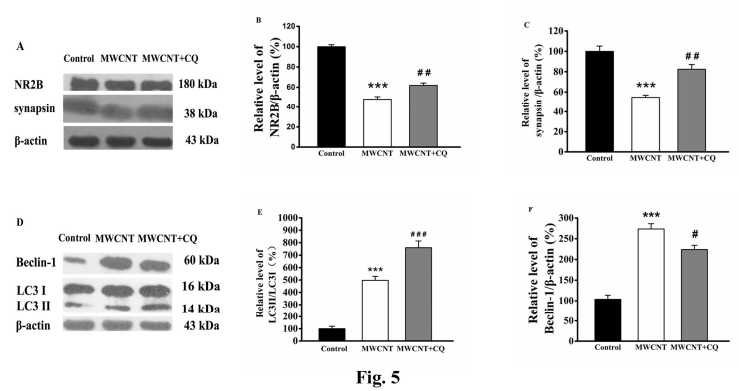 A
Control MWCNT MWCNT+CQ
NR2B 180 kDa
synapsin 38 kDa
β-actin 43 kDa
B
Relative level of
NR2B/β-actin (%)
120
100
80
60
40
20
0
***
##
Control MWCNT MWCNT+CQ
C
Relative level of
synapsin /β-actin (%)
120
100
80
60
40
20
0
***
##
Control MWCNT MWCNT+CQ
D
Control MWCNT MWCNT+CQ
Beclin-1 60 kDa
LC3 I 16 kDa
LC3 II 14 kDa
β-actin 43 kDa
E
Relative level of
LC3II/LC3I (%)
1000
900
800
700
600
500
400
300
200
100
0
***
###
Control MWCNT MWCNT+CQ
F
Relative level of
Beclin-1/β-actin (%)
300
250
200
150
100
50
0
***
#
Control MWCNT MWCNT+CQ
Fig. 5